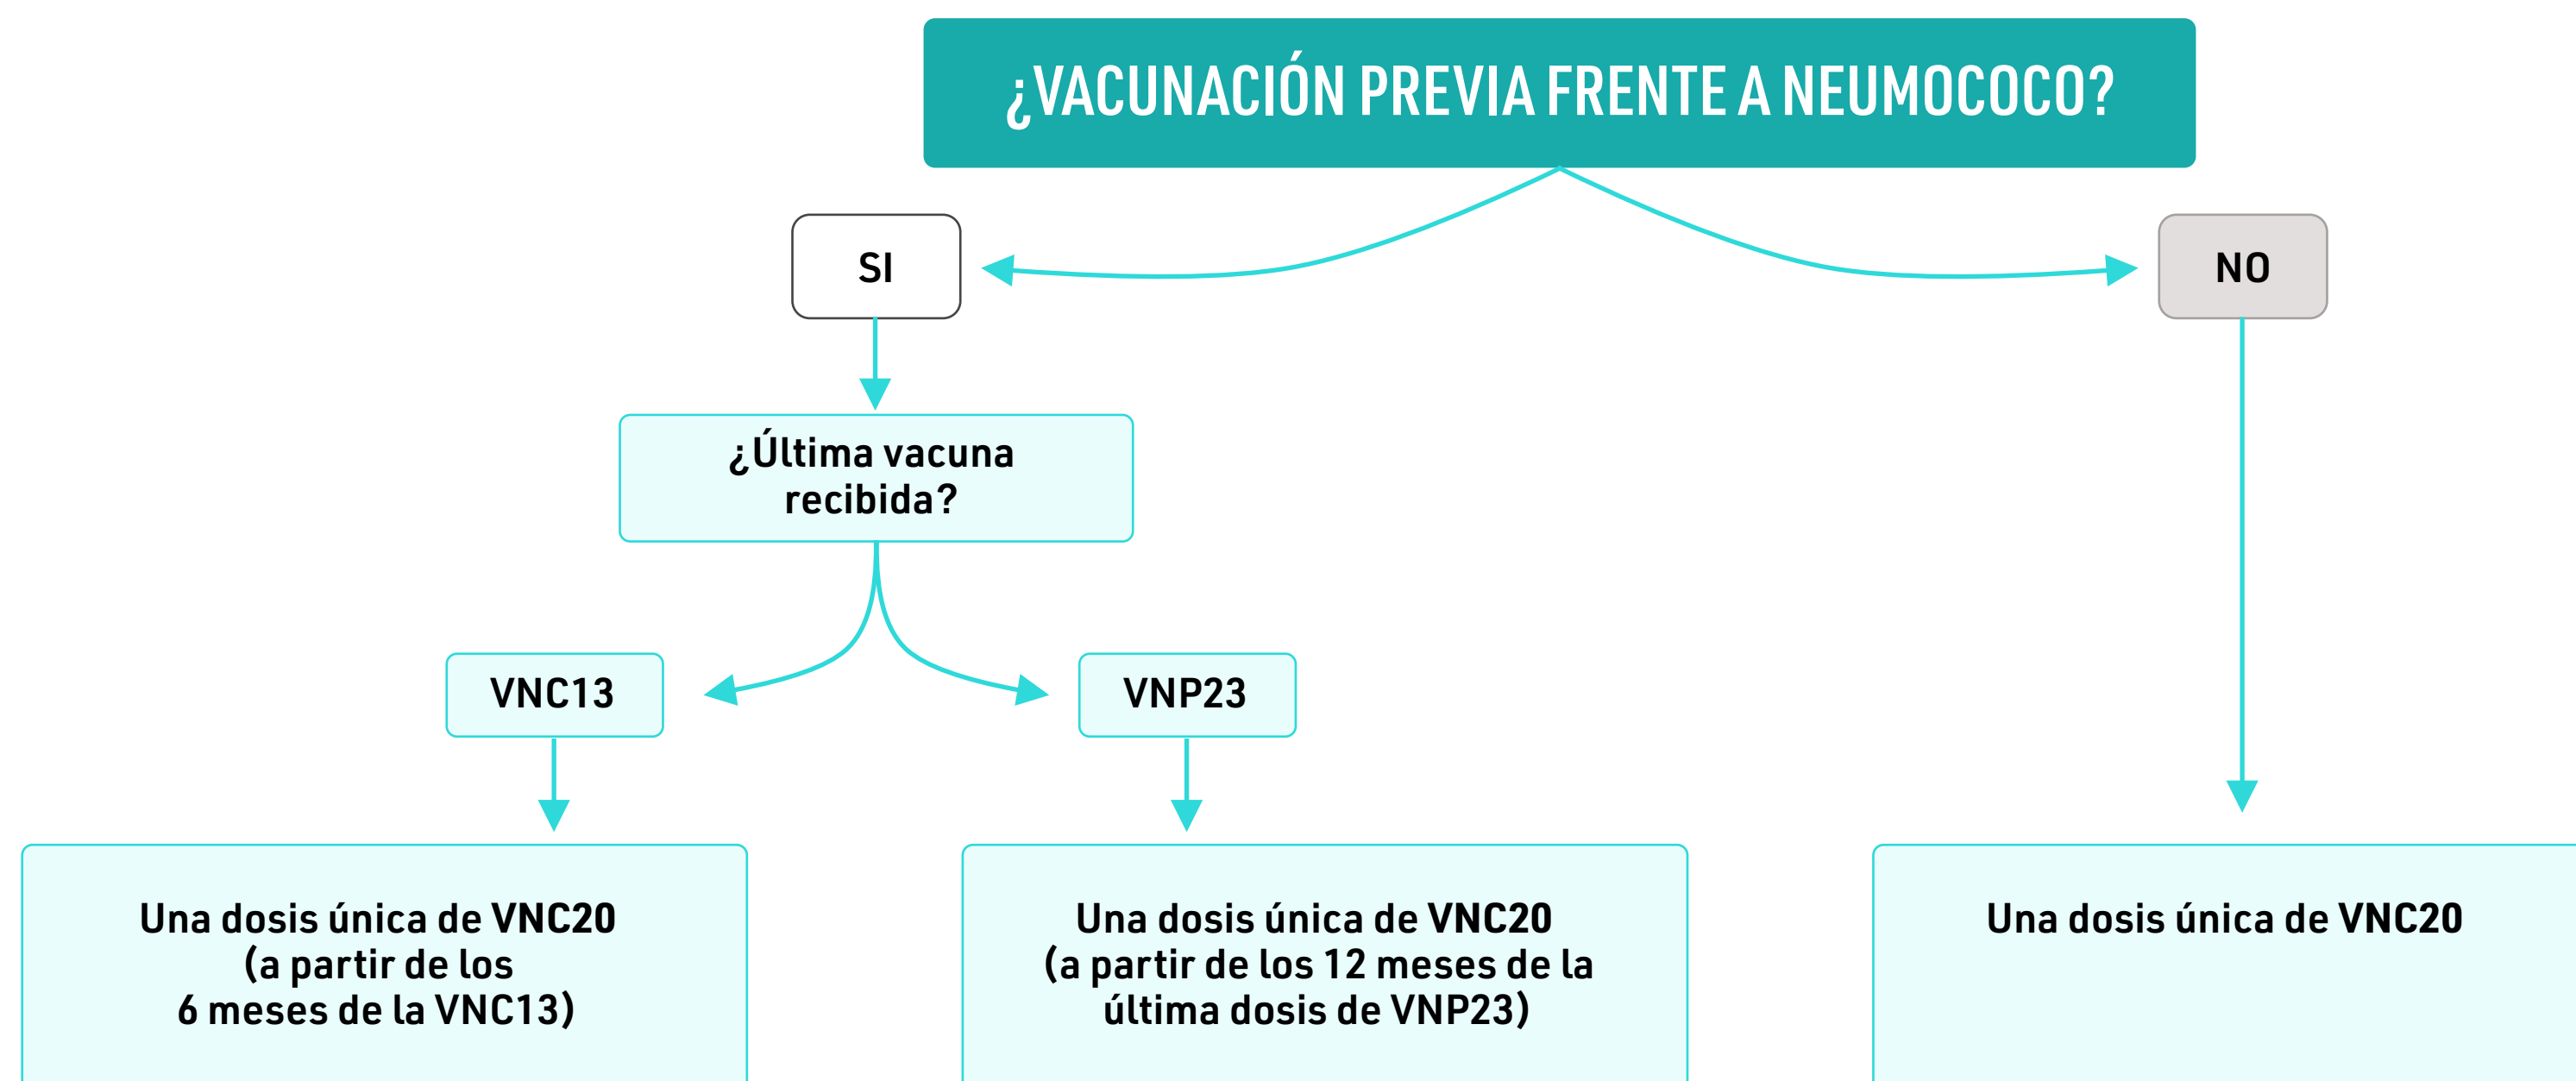 ¿VACUNACIÓN PREVIA FRENTE A NEUMOCOCO?
SI
NO
¿Última vacuna
recibida?
VNC13
VNP23
Una dosis única de VNC20
(a partir de los
6 meses de la VNC13)
Una dosis única de VNC20
(a partir de los 12 meses de la
última dosis de VNP23)
Una dosis única de VNC20